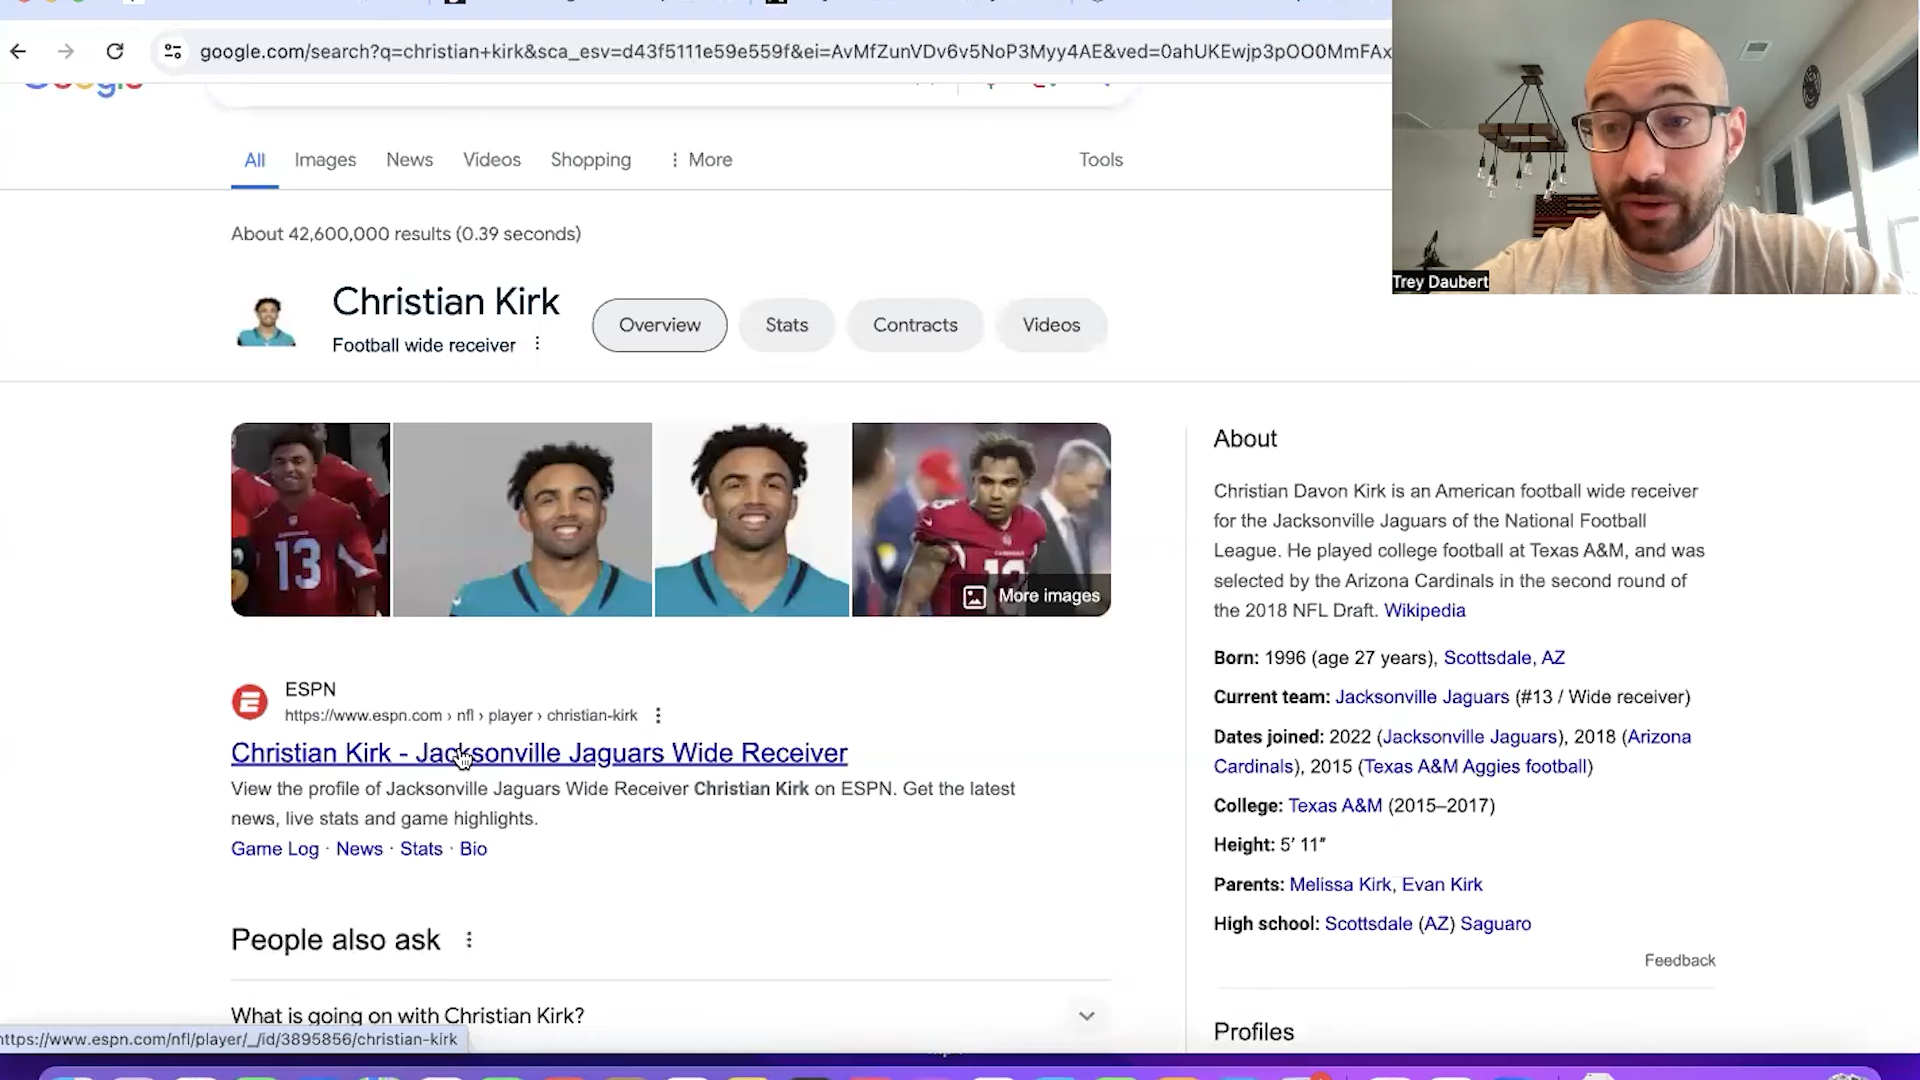 google.com/search?q=christian+kirk&sca_esv=d43f5111e59e559f&ei=AvMfZunVDv6v5NoP3Myy4AE&ved=0ahUKEwjp3pOO0MmFAx
Google
All Images News Videos Shopping More Tools
About 42,600,000 results (0.39 seconds)
Christian Kirk
Football wide receiver
Overview Stats Contracts Videos
Trey Daubert
13
More images
ESPN
https://www.espn.com › nfl › player › christian-kirk
Christian Kirk - Jacksonville Jaguars Wide Receiver
View the profile of Jacksonville Jaguars Wide Receiver Christian Kirk on ESPN. Get the latest
news, live stats and game highlights.
Game Log · News · Stats · Bio
People also ask
What is going on with Christian Kirk?
https://www.espn.com/nfl/player/_/id/3895856/christian-kirk
About
Christian Davon Kirk is an American football wide receiver
for the Jacksonville Jaguars of the National Football
League. He played college football at Texas A&M, and was
selected by the Arizona Cardinals in the second round of
the 2018 NFL Draft. Wikipedia
Born: 1996 (age 27 years), Scottsdale, AZ
Current team: Jacksonville Jaguars (#13 / Wide receiver)
Dates joined: 2022 (Jacksonville Jaguars), 2018 (Arizona
Cardinals), 2015 (Texas A&M Aggies football)
College: Texas A&M (2015–2017)
Height: 5′ 11″
Parents: Melissa Kirk, Evan Kirk
High school: Scottsdale (AZ) Saguaro
Feedback
Profiles